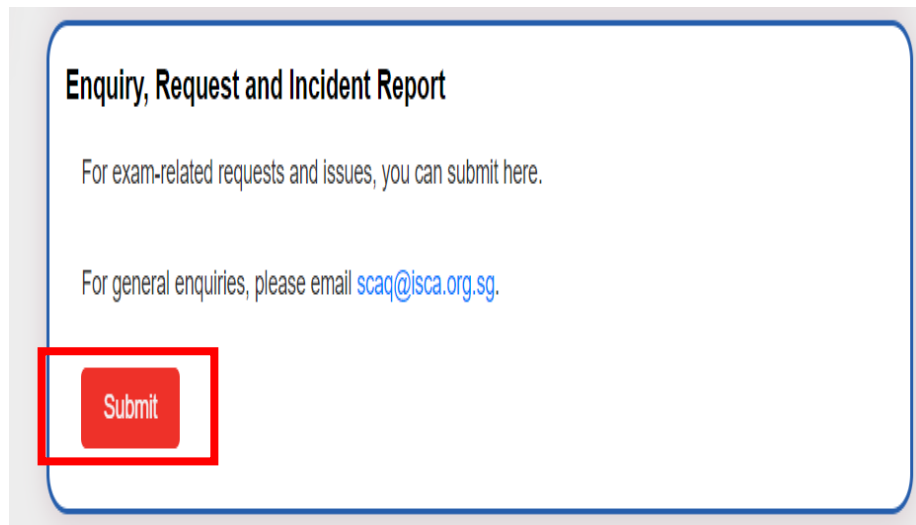 Enquiry, Request and Incident Report
For exam-related requests and issues, you can submit here.
For general enquiries, please email scaq@isca.org.sg.
Submit